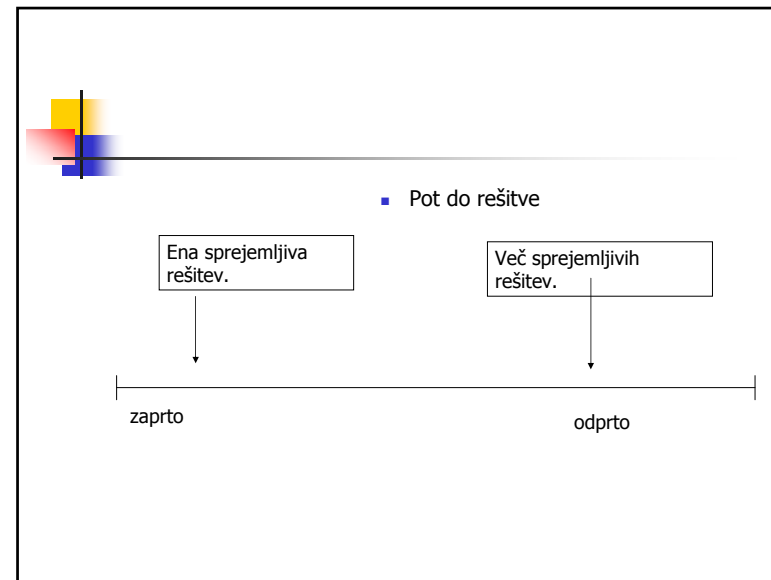 Pot do rešitve
Ena sprejemljiva
rešitev.
Več sprejemljivih
rešitev.
zaprto
odprto